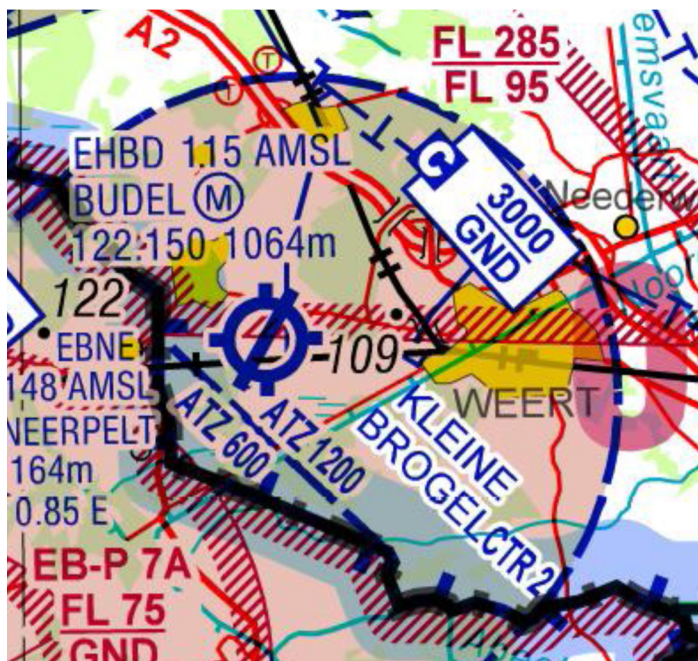 A2
FL 285
FL 95
EHBD 115 AMSL
BUDEL M
122.150 1064m
T
T
T
C
3000
GND
122
EBNE
148 AMSL
NEERPELT
164m
0.85 E
109
WEERT
ATZ 600
ATZ 1200
KLEINE
BROGEL CTR 2
EB-P 7A
FL 75
GND